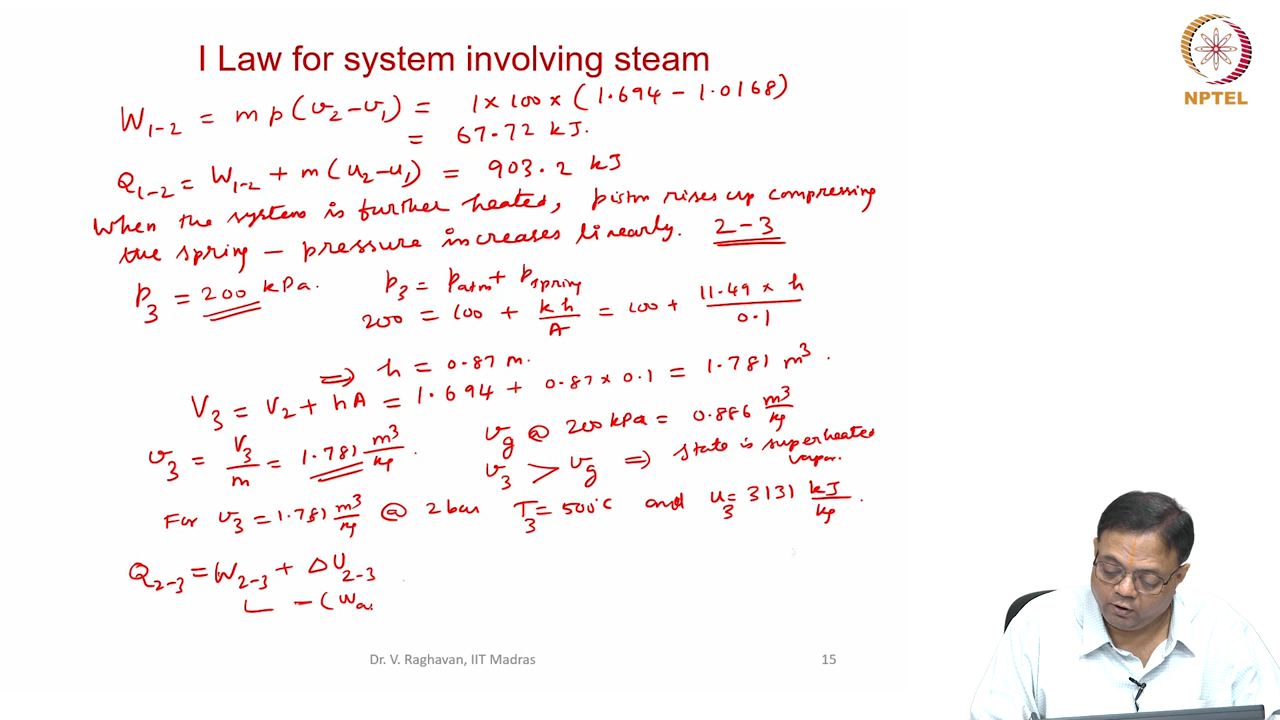 I Law for system involving steam
NPTEL
W₁₋₂ = m p (v₂ – v₁) = 1 × 100 × (1.694 – 1.0168)
= 67.72 kJ.
Q₁₋₂ = W₁₋₂ + m (u₂ – u₁) = 903.2 kJ
When the system is further heated, piston rises up compressing
the spring – pressure increases linearly. 2–3
p₃ = 200 kPa. p₃ = patm + pspring
200 = 100 + kh/A = 100 + 11.49 × h/0.1
⇒ h = 0.87 m.
V₃ = V₂ + hA = 1.694 + 0.87 × 0.1 = 1.781 m³.
v₃ = V₃/m = 1.781 m³/kg. vg @ 200 kPa = 0.886 m³/kg
v₃ > vg ⇒ state is superheated vapor.
For v₃ = 1.781 m³/kg @ 2 bar T₃ = 500°C and u₃ = 3131 kJ/kg.
Q₂₋₃ = W₂₋₃ + ΔU₂₋₃
– (Wa
Dr. V. Raghavan, IIT Madras 15